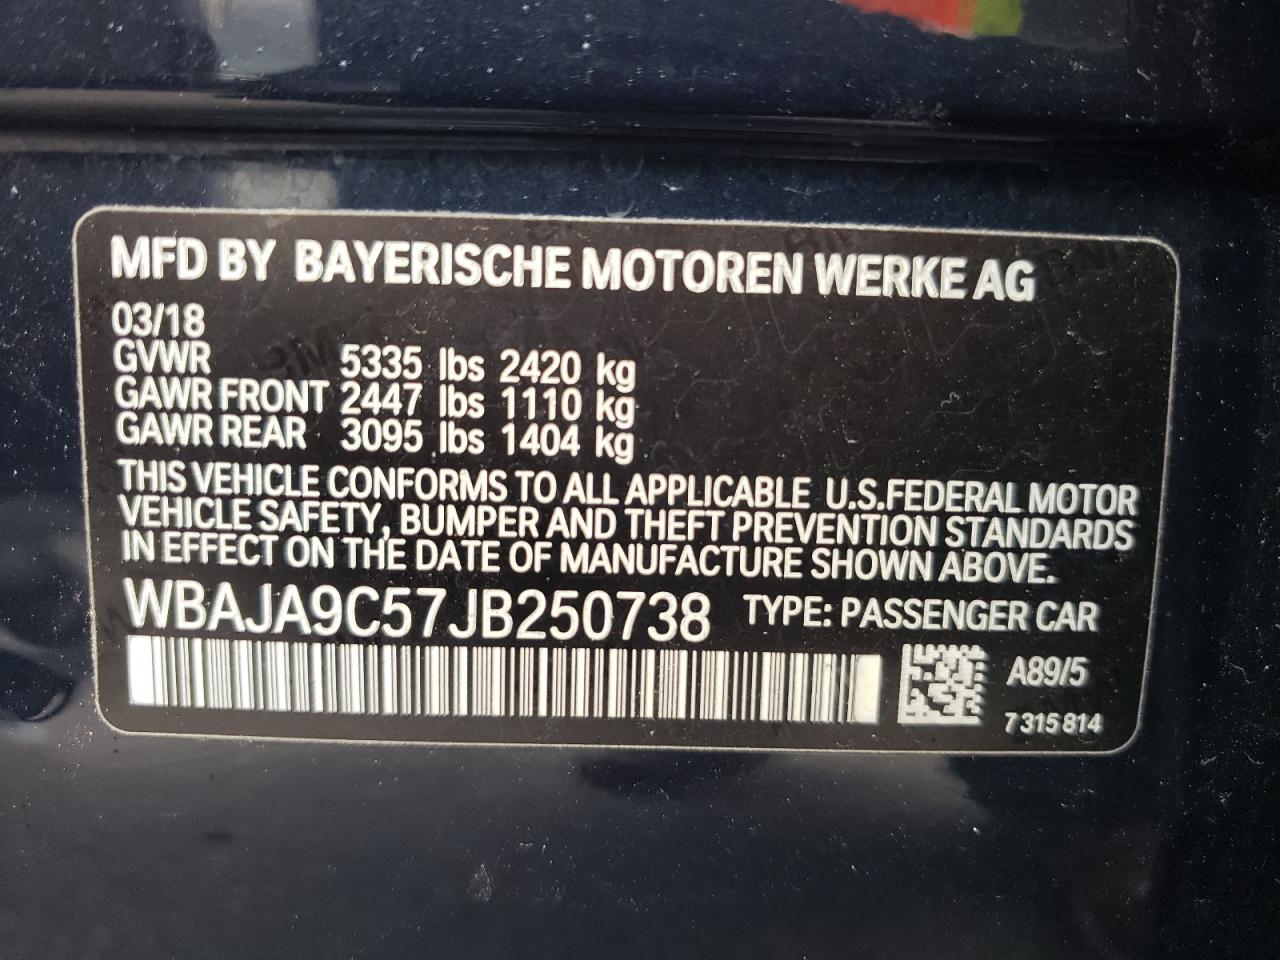 MFD BY BAYERISCHE MOTOREN WERKE AG
03/18
GVWR 5335 lbs 2420 kg
GAWR FRONT 2447 lbs 1110 kg
GAWR REAR 3095 lbs 1404 kg
THIS VEHICLE CONFORMS TO ALL APPLICABLE U.S.FEDERAL MOTOR
VEHICLE SAFETY, BUMPER AND THEFT PREVENTION STANDARDS
IN EFFECT ON THE DATE OF MANUFACTURE SHOWN ABOVE.
WBAJA9C57JB250738 TYPE: PASSENGER CAR
A89/5
7 315 814